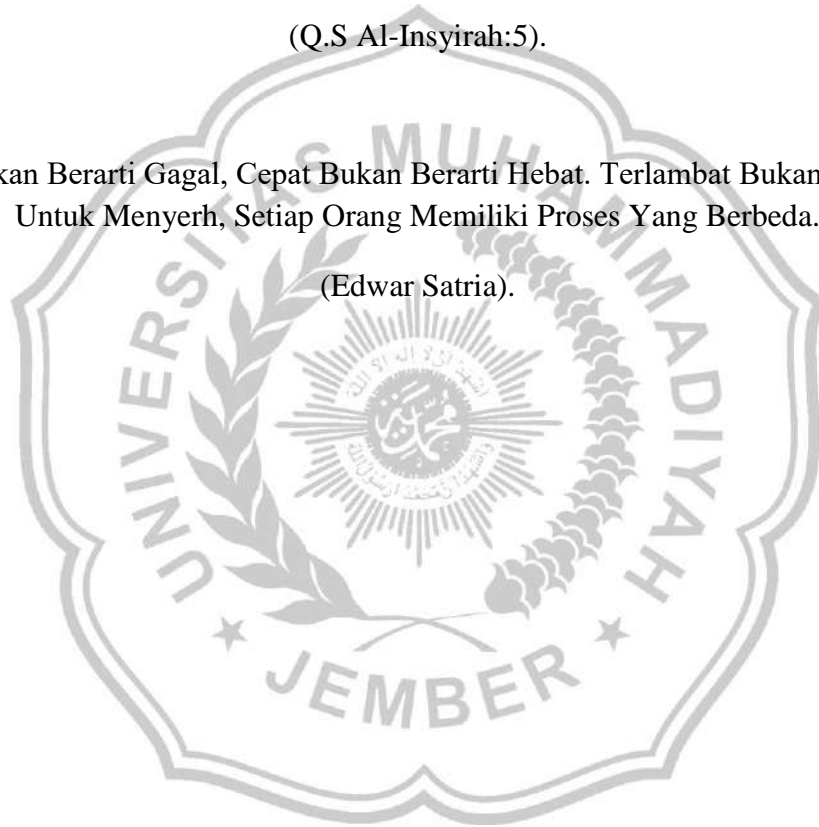 (Q.S Al-Insyirah:5).
kan Berarti Gagal, Cepat Bukan Berarti Hebat. Terlambat Bukan
Untuk Menyerh, Setiap Orang Memiliki Proses Yang Berbeda.
(Edwar Satria).
UNIVERSITAS MUHAMMADIYAH
JEMBER